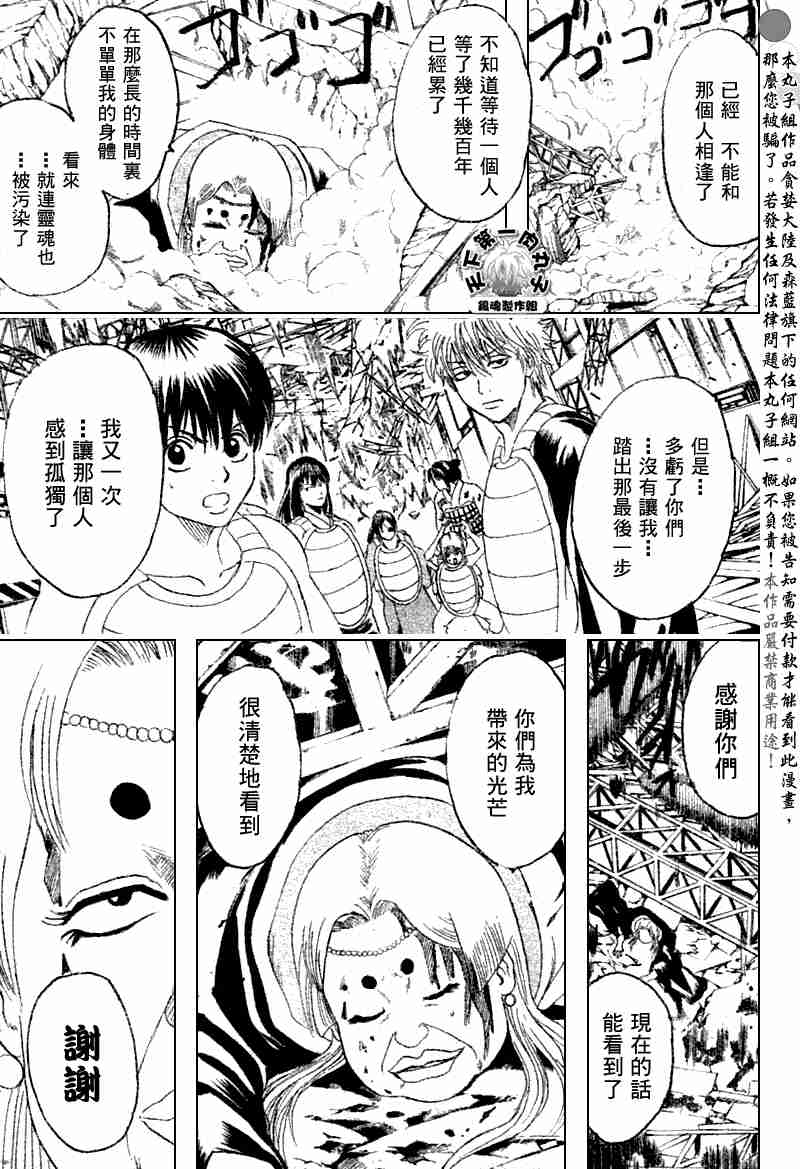 本丸子組作品貪婪大陸及森藍旗下的任何網站。如果您被告知需要付款才能看到此漫畫，
那麼您被騙了。若發生任何法律問題本丸子組一概不負責！本作品嚴禁商業用途！
ゴゴゴ
ゴゴゴ
已經 不能和
那個人相逢了
不知道等待一個人
等了幾千幾百年
已經累了
在那麼長的時間裏
不單單我的身體
看來
…就連靈魂也
…被污染了
天下第一肉丸子
銀魂製作組
但是…
多虧了你們
…沒有讓我…
踏出那最後一步
我又一次
…讓那個人
感到孤獨了
感謝你們
現在的話
能看到了
你們為我
帶來的光芒
很清楚地看到
謝謝